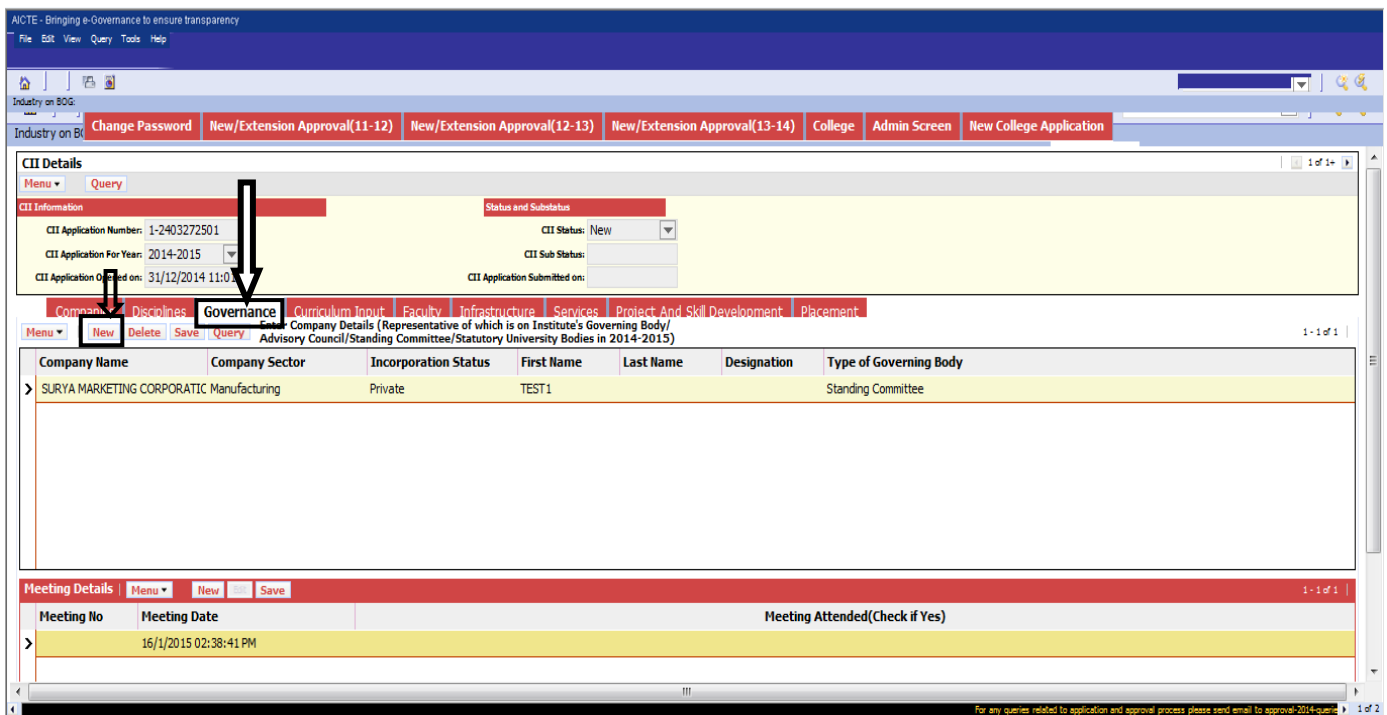 AICTE - Bringing e-Governance to ensure transparency
File Edit View Query Tools Help
Industry on BOG:
Industry on BO
Change Password New/Extension Approval(11-12) New/Extension Approval(12-13) New/Extension Approval(13-14) College Admin Screen New College Application
CII Details 1 of 1+
Menu Query
CII Information Status and Substatus
CII Application Number: 1-2403272501 CII Status: New
CII Application For Year: 2014-2015 CII Sub Status:
CII Application Opened on: 31/12/2014 11:01 CII Application Submitted on:
Disciplines Governance Curriculum Input Faculty Infrastructure Services Project And Skill Development Placement
Menu New Delete Save Query Enter Company Details (Representative of which is on Institute's Governing Body/ 1 - 1 of 1
Advisory Council/Standing Committee/Statutory University Bodies in 2014-2015)
Company Name Company Sector Incorporation Status First Name Last Name Designation Type of Governing Body
SURYA MARKETING CORPORATIC Manufacturing Private TEST1 Standing Committee
Meeting Details Menu New Save 1 - 1 of 1
Meeting No Meeting Date Meeting Attended(Check if Yes)
16/1/2015 02:38:41 PM
For any queries related to application and approval process please send email to approval-2014-querie 1 of 2